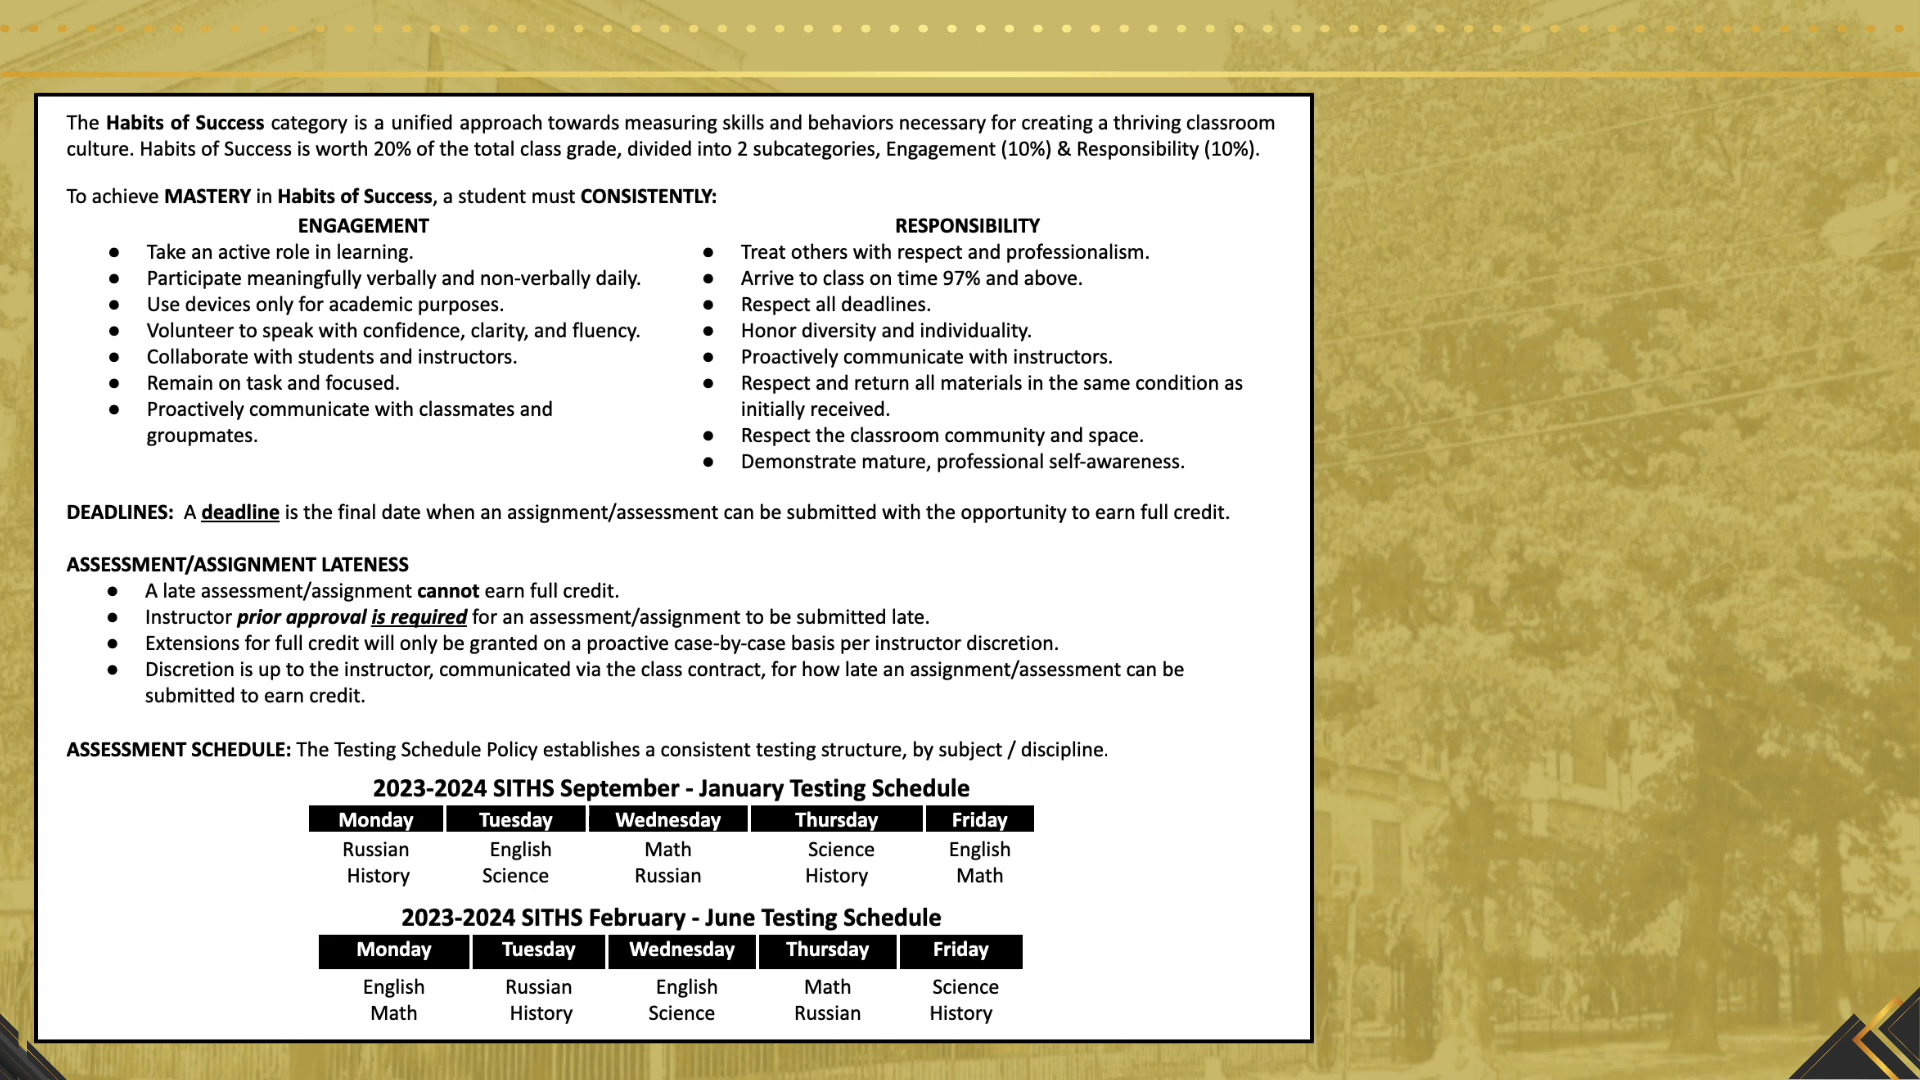 The Habits of Success category is a unified approach towards measuring skills and behaviors necessary for creating a thriving classroom
culture. Habits of Success is worth 20% of the total class grade, divided into 2 subcategories, Engagement (10%) & Responsibility (10%).
To achieve MASTERY in Habits of Success, a student must CONSISTENTLY:
ENGAGEMENT
● Take an active role in learning.
● Participate meaningfully verbally and non-verbally daily.
● Use devices only for academic purposes.
● Volunteer to speak with confidence, clarity, and fluency.
● Collaborate with students and instructors.
● Remain on task and focused.
● Proactively communicate with classmates and
groupmates.
RESPONSIBILITY
● Treat others with respect and professionalism.
● Arrive to class on time 97% and above.
● Respect all deadlines.
● Honor diversity and individuality.
● Proactively communicate with instructors.
● Respect and return all materials in the same condition as
initially received.
● Respect the classroom community and space.
● Demonstrate mature, professional self-awareness.
DEADLINES: A deadline is the final date when an assignment/assessment can be submitted with the opportunity to earn full credit.
ASSESSMENT/ASSIGNMENT LATENESS
● A late assessment/assignment cannot earn full credit.
● Instructor prior approval is required for an assessment/assignment to be submitted late.
● Extensions for full credit will only be granted on a proactive case-by-case basis per instructor discretion.
● Discretion is up to the instructor, communicated via the class contract, for how late an assignment/assessment can be
submitted to earn credit.
ASSESSMENT SCHEDULE: The Testing Schedule Policy establishes a consistent testing structure, by subject / discipline.
2023-2024 SITHS September - January Testing Schedule
Monday Tuesday Wednesday Thursday Friday
Russian English Math Science English
History Science Russian History Math
2023-2024 SITHS February - June Testing Schedule
Monday Tuesday Wednesday Thursday Friday
English Russian English Math Science
Math History Science Russian History